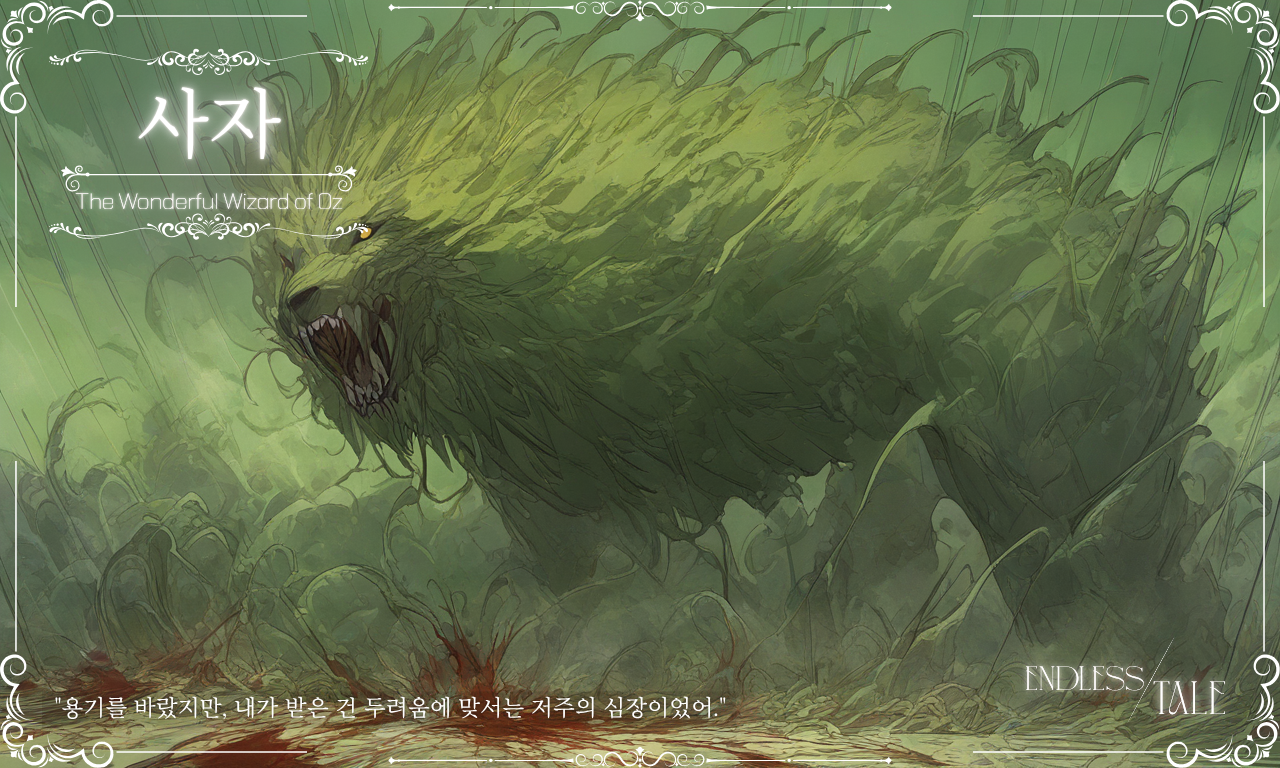 사자
The Wonderful Wizard of Oz
"용기를 바랐지만, 내가 받은 건 두려움에 맞서는 저주의 심장이었어."
ENDLESS
TALE